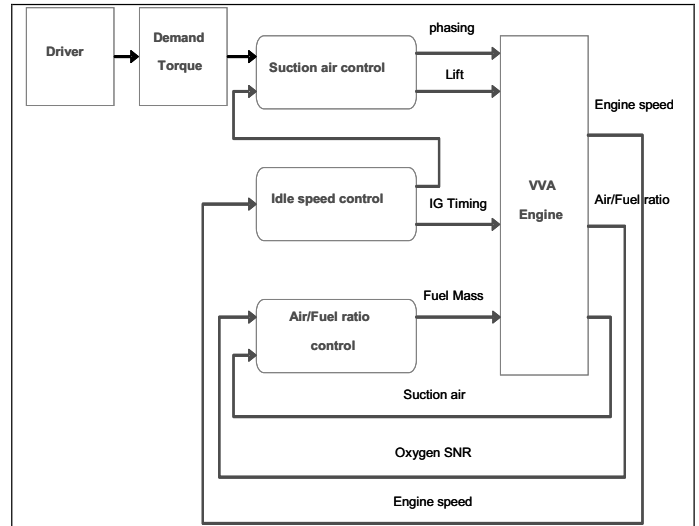 Driver
Demand
Torque
Suction air control
phasing
Lift
Engine speed
Idle speed control
IG Timing
VVA
Engine
Air/Fuel ratio
Air/Fuel ratio
control
Fuel Mass
Suction air
Oxygen SNR
Engine speed